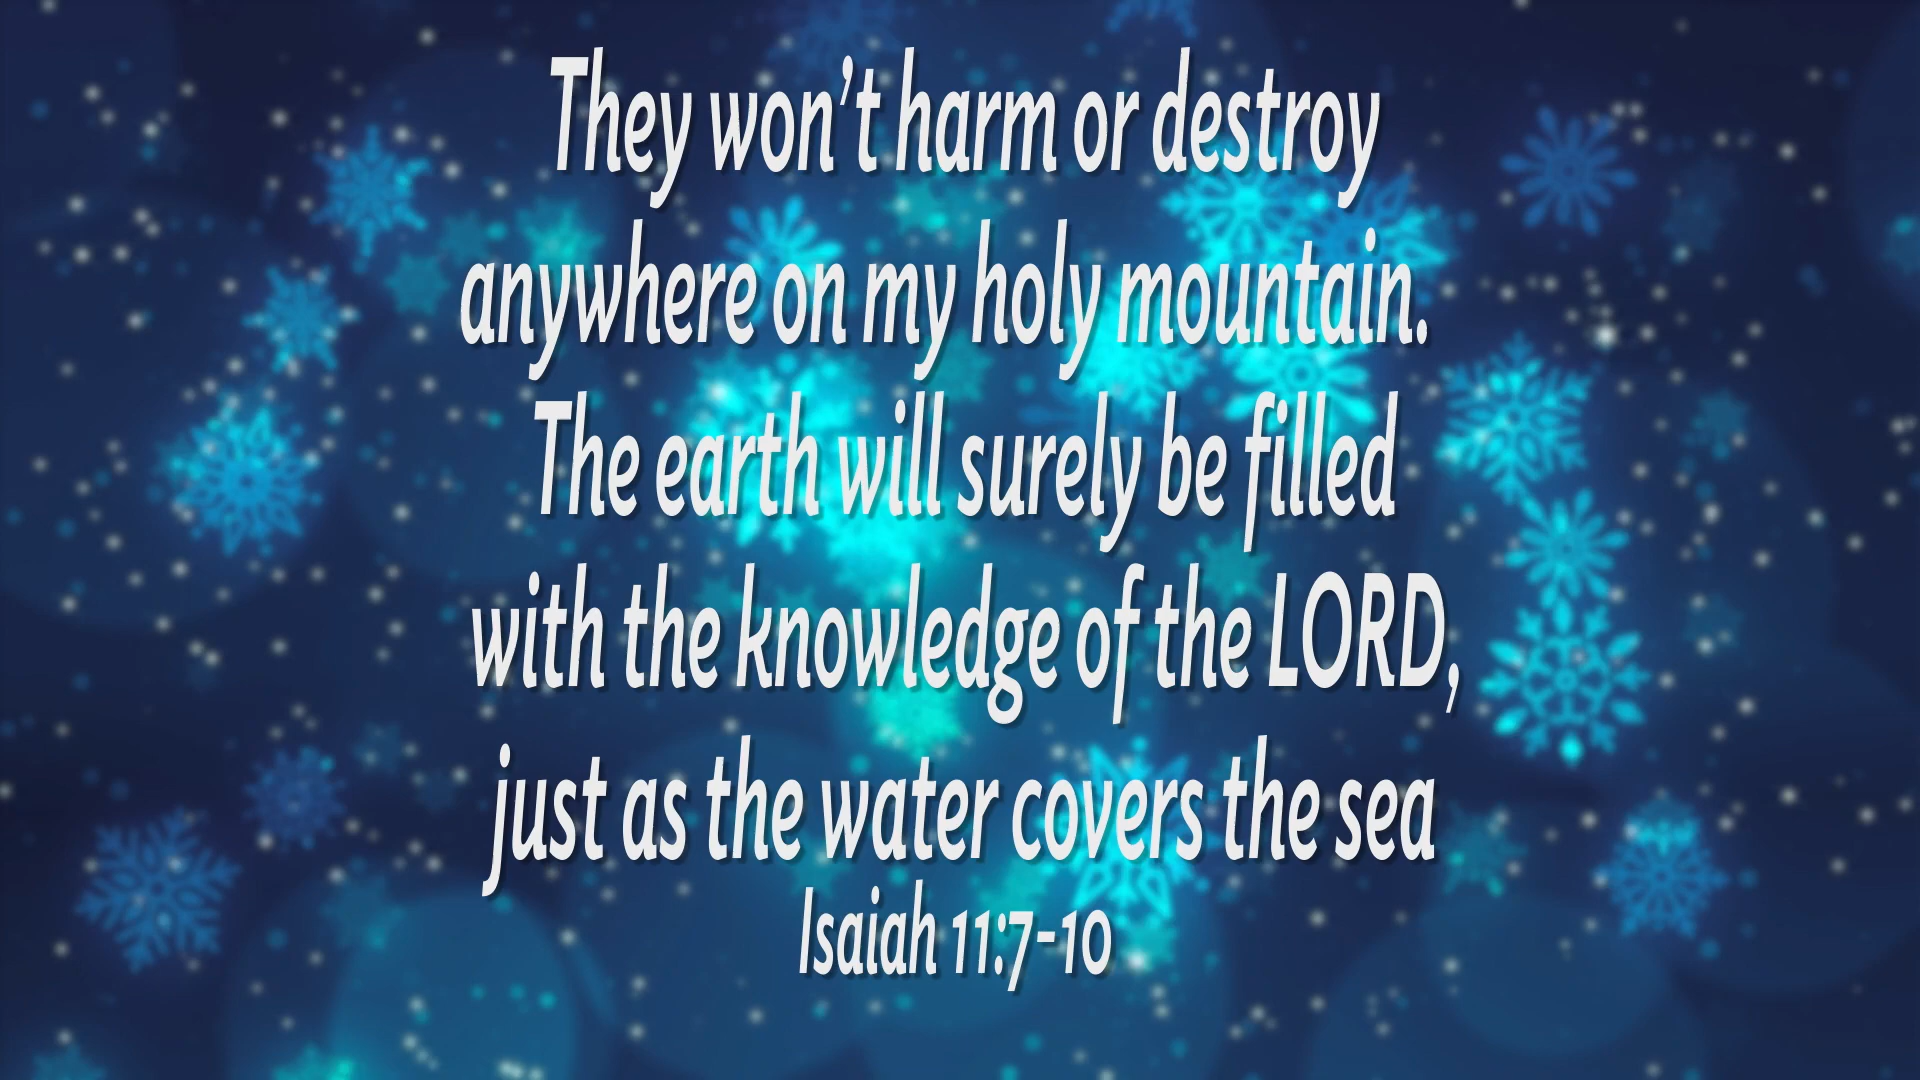 They won’t harm or destroy
anywhere on my holy mountain.
The earth will surely be filled
with the knowledge of the LORD,
just as the water covers the sea
Isaiah 11:7-10